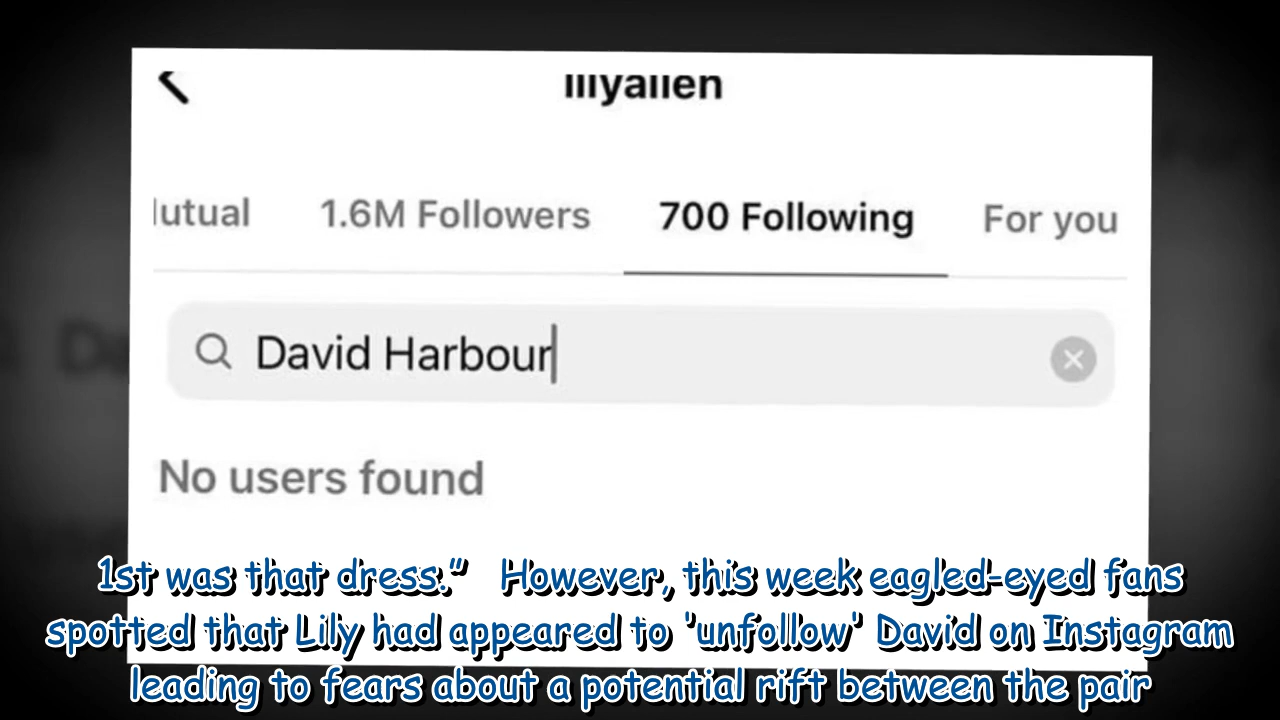 lilyallen
lutual 1.6M Followers 700 Following For you
David Harbour
No users found
1st was that dress.” However, this week eagled-eyed fans
spotted that Lily had appeared to 'unfollow' David on Instagram
leading to fears about a potential rift between the pair